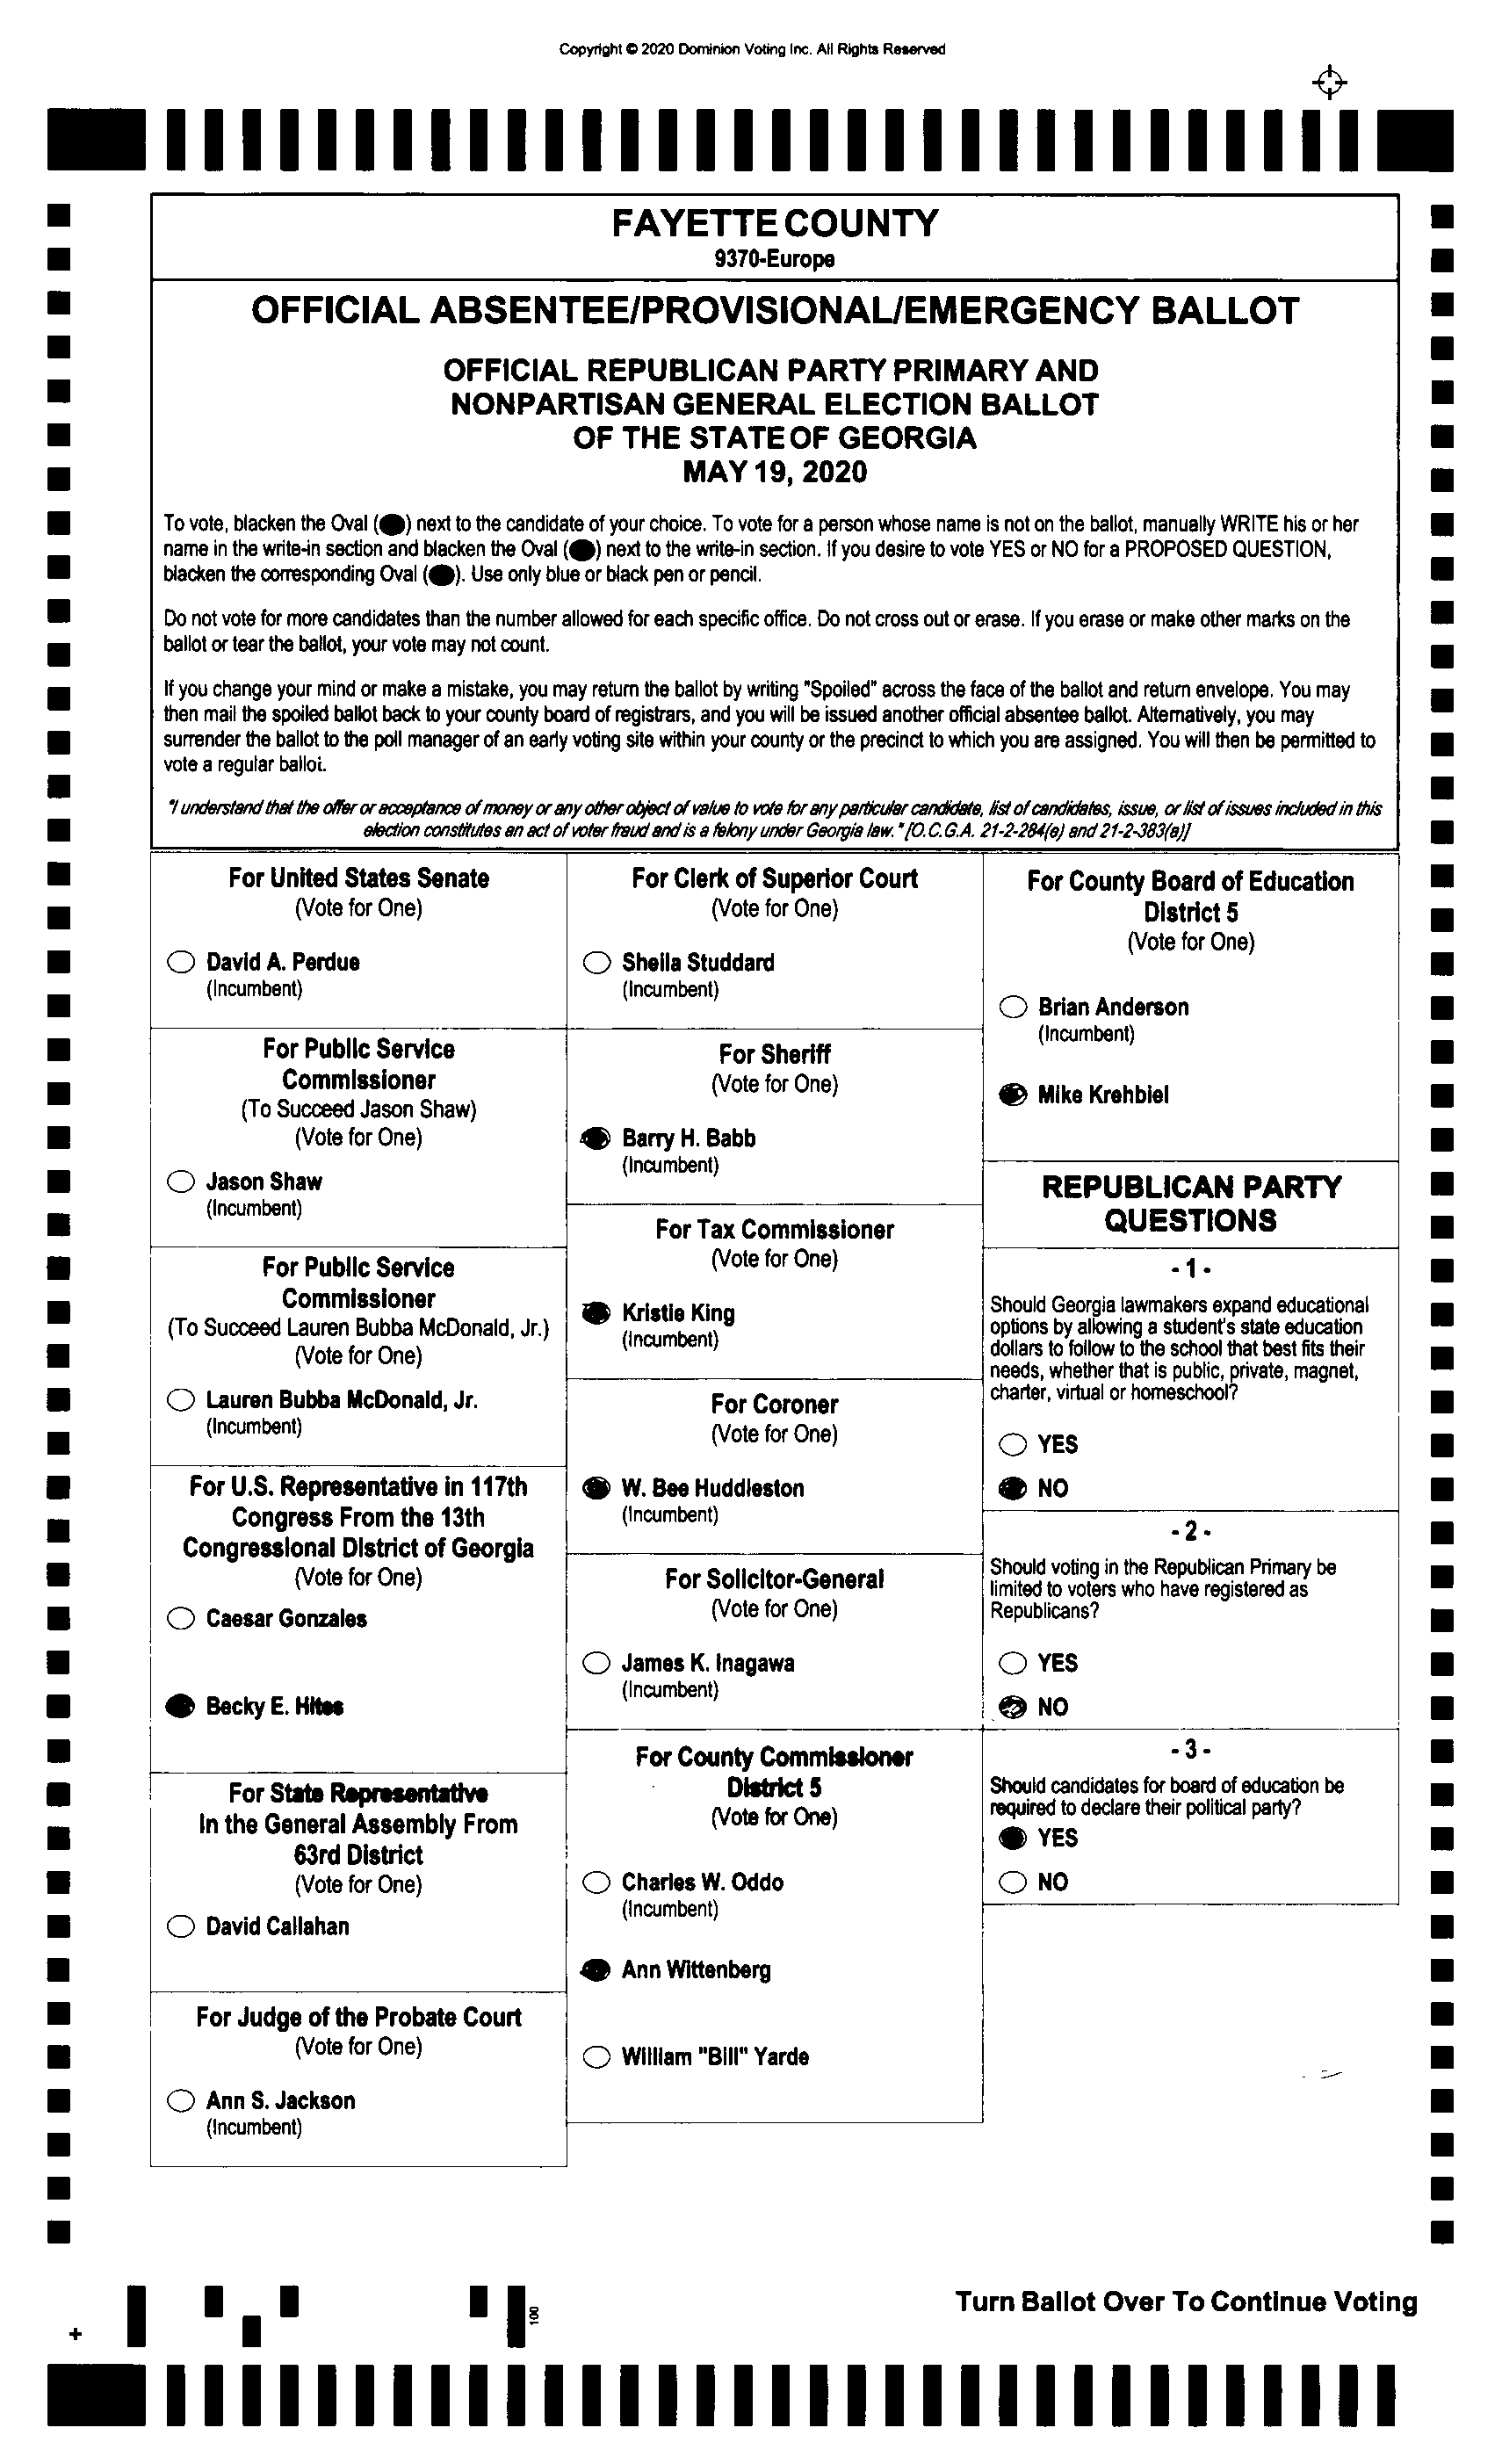 Copyright © 2020 Dominion Voting Inc. All Rights Reserved
FAYETTE COUNTY
9370-Europe
OFFICIAL ABSENTEE/PROVISIONAL/EMERGENCY BALLOT
OFFICIAL REPUBLICAN PARTY PRIMARY AND
NONPARTISAN GENERAL ELECTION BALLOT
OF THE STATE OF GEORGIA
MAY 19, 2020
To vote, blacken the Oval ( ) next to the candidate of your choice. To vote for a person whose name is not on the ballot, manually WRITE his or her
name in the write-in section and blacken the Oval ( ) next to the write-in section. If you desire to vote YES or NO for a PROPOSED QUESTION,
blacken the corresponding Oval ( ). Use only blue or black pen or pencil.
Do not vote for more candidates than the number allowed for each specific office. Do not cross out or erase. If you erase or make other marks on the
ballot or tear the ballot, your vote may not count.
If you change your mind or make a mistake, you may return the ballot by writing "Spoiled" across the face of the ballot and return envelope. You may
then mail the spoiled ballot back to your county board of registrars, and you will be issued another official absentee ballot. Alternatively, you may
surrender the ballot to the poll manager of an early voting site within your county or the precinct to which you are assigned. You will then be permitted to
vote a regular ballot.
"I understand that the offer or acceptance of money or any other object of value to vote for any particular candidate, list of candidates, issue, or list of issues included in this
election constitutes an act of voter fraud and is a felony under Georgia law." [O.C.G.A. 21-2-284(e) and 21-2-383(a)]
For United States Senate
(Vote for One)
David A. Perdue
(Incumbent)
For Public Service
Commissioner
(To Succeed Jason Shaw)
(Vote for One)
Jason Shaw
(Incumbent)
For Public Service
Commissioner
(To Succeed Lauren Bubba McDonald, Jr.)
(Vote for One)
Lauren Bubba McDonald, Jr.
(Incumbent)
For U.S. Representative in 117th
Congress From the 13th
Congressional District of Georgia
(Vote for One)
Caesar Gonzales
Becky E. Hites
For State Representative
In the General Assembly From
63rd District
(Vote for One)
David Callahan
For Judge of the Probate Court
(Vote for One)
Ann S. Jackson
(Incumbent)
For Clerk of Superior Court
(Vote for One)
Sheila Studdard
(Incumbent)
For Sheriff
(Vote for One)
Barry H. Babb
(Incumbent)
For Tax Commissioner
(Vote for One)
Kristie King
(Incumbent)
For Coroner
(Vote for One)
W. Bee Huddleston
(Incumbent)
For Solicitor-General
(Vote for One)
James K. Inagawa
(Incumbent)
For County Commissioner
District 5
(Vote for One)
Charles W. Oddo
(Incumbent)
Ann Wittenberg
William "Bill" Yarde
For County Board of Education
District 5
(Vote for One)
Brian Anderson
(Incumbent)
Mike Krehbiel
REPUBLICAN PARTY
QUESTIONS
- 1 -
Should Georgia lawmakers expand educational
options by allowing a student's state education
dollars to follow to the school that best fits their
needs, whether that is public, private, magnet,
charter, virtual or homeschool?
YES
NO
- 2 -
Should voting in the Republican Primary be
limited to voters who have registered as
Republicans?
YES
NO
- 3 -
Should candidates for board of education be
required to declare their political party?
YES
NO
Turn Ballot Over To Continue Voting
100
+